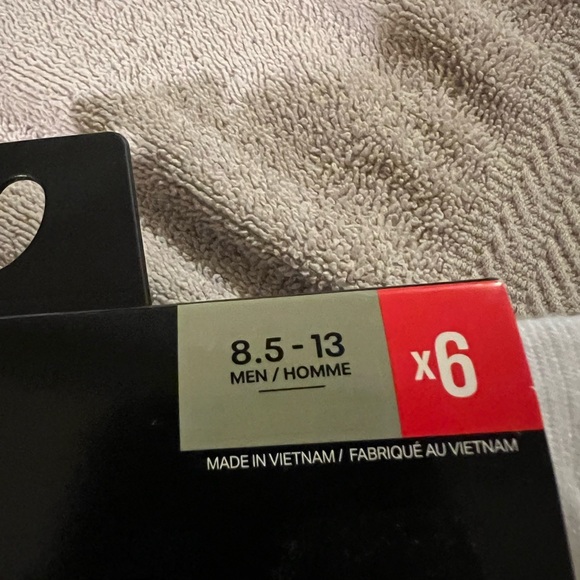 8.5 - 13
MEN / HOMME
x6
MADE IN VIETNAM / FABRIQUÉ AU VIETNAM